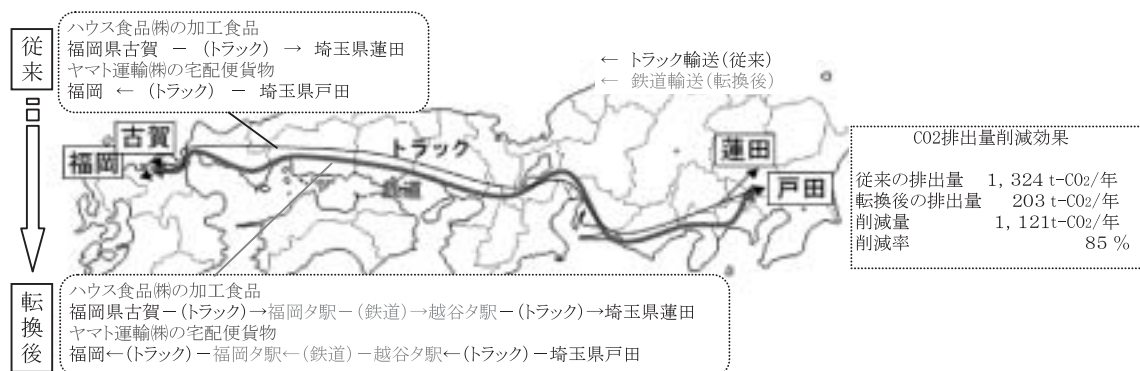 従来
ハウス食品㈱の加工食品
福岡県古賀 － (トラック) → 埼玉県蓮田
ヤマト運輸㈱の宅配便貨物
福岡 ← (トラック) － 埼玉県戸田
← トラック輸送(従来)
← 鉄道輸送(転換後)
古賀
福岡
トラック
鉄道
蓮田
戸田
CO2排出量削減効果
従来の排出量 1,324 t-CO2/年
転換後の排出量 203 t-CO2/年
削減量 1,121t-CO2/年
削減率 85 %
転換後
ハウス食品㈱の加工食品
福岡県古賀－(トラック)→福岡タ駅－(鉄道)→越谷タ駅－(トラック)→埼玉県蓮田
ヤマト運輸㈱の宅配便貨物
福岡←(トラック)－福岡タ駅←(鉄道)－越谷タ駅←(トラック)－埼玉県戸田